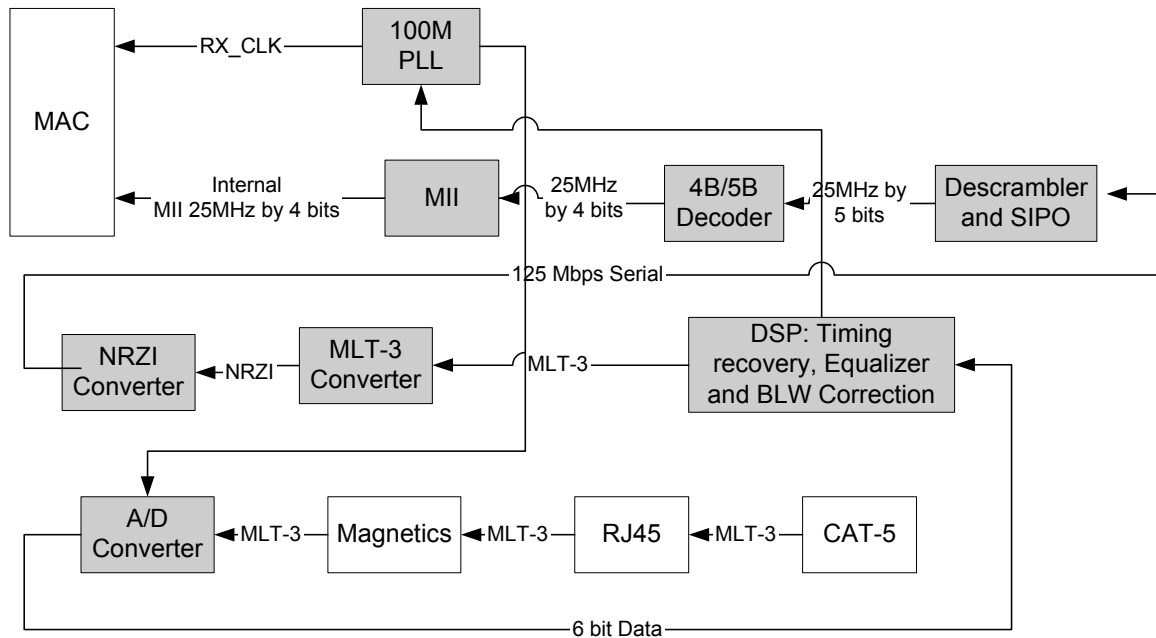 100M
PLL
RX_CLK
MAC
Internal
MII 25MHz by 4 bits
MII
25MHz
by 4 bits
4B/5B
Decoder
25MHz by
5 bits
Descrambler
and SIPO
125 Mbps Serial
NRZI
Converter
NRZI
MLT-3
Converter
MLT-3
DSP: Timing
recovery, Equalizer
and BLW Correction
A/D
Converter
MLT-3
Magnetics
MLT-3
RJ45
MLT-3
CAT-5
6 bit Data